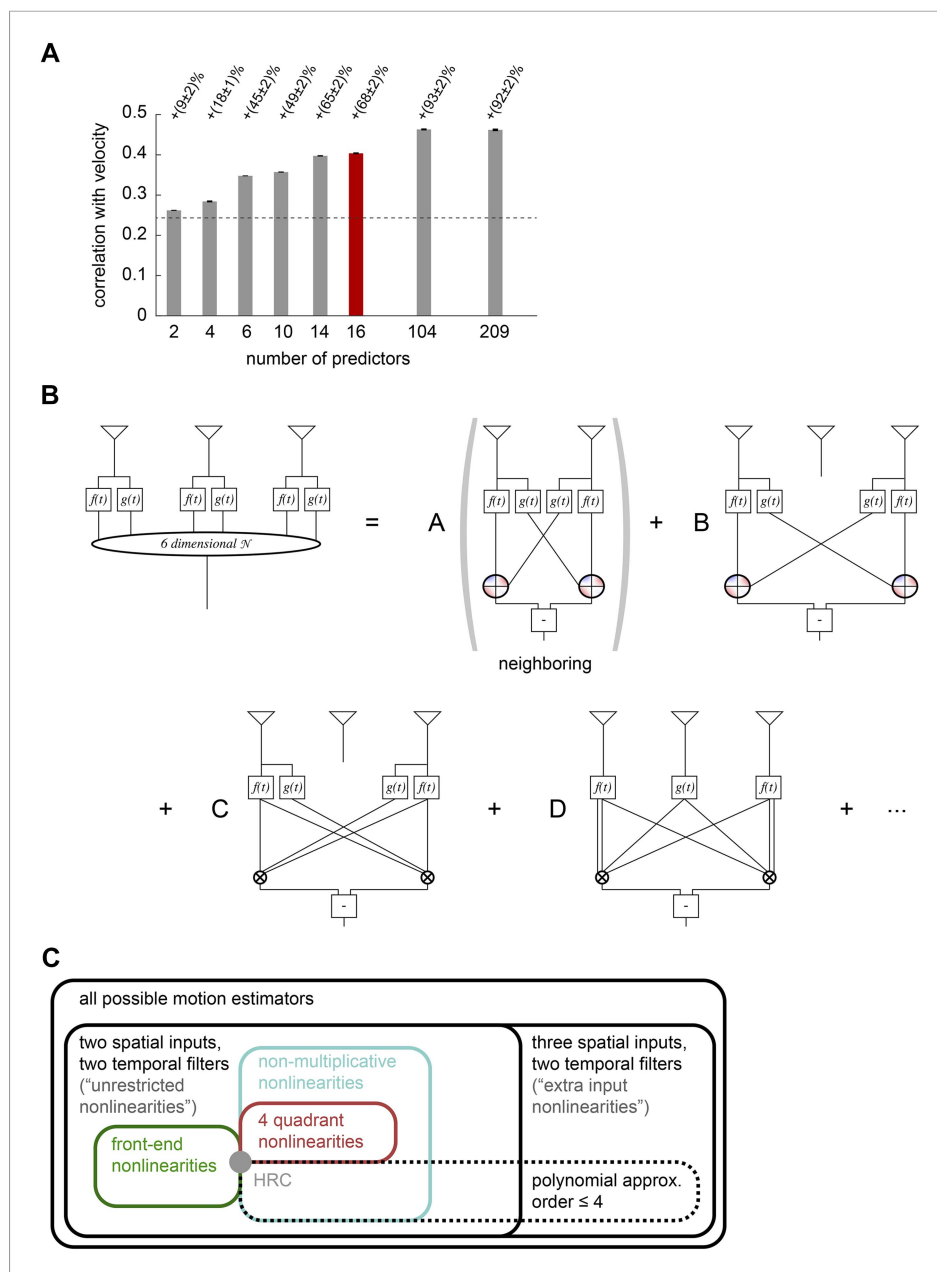 A
+(9±2)% +(18±1)% +(45±2)% +(49±2)% +(65±2)% +(68±2)% +(93±2)% +(92±2)%
correlation with velocity
0.5
0.4
0.3
0.2
0.1
0
2 4 6 10 14 16 104 209
number of predictors
B
f(t) g(t) f(t) g(t) f(t) g(t)
6 dimensional N
= A f(t) g(t) g(t) f(t) + B f(t) g(t) g(t) f(t)
- -
neighboring
+ C f(t) g(t) g(t) f(t) + D f(t) g(t) f(t) + ...
- -
C
all possible motion estimators
two spatial inputs,
two temporal filters
("unrestricted
nonlinearities")
non-multiplicative
nonlinearities
three spatial inputs,
two temporal filters
("extra input
nonlinearities")
4 quadrant
nonlinearities
front-end
nonlinearities
HRC
polynomial approx.
order ≤ 4